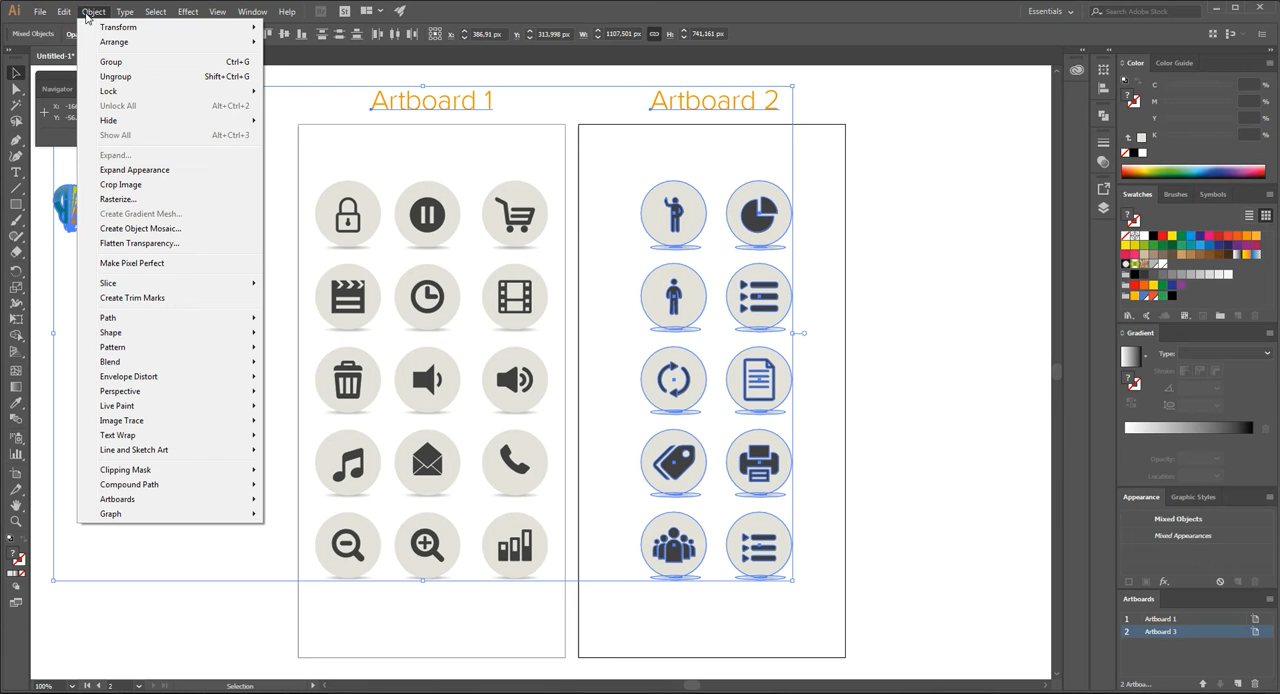 Ai File Edit Object Type Select Effect View Window Help Br St Essentials Search Adobe Stock
Mixed Objects X: 386,91 px Y: 313,998 px W: 1107,501 px H: 741,161 px
Untitled-1*
Navigator
X:
Y:
Transform
Arrange
Group Ctrl+G
Ungroup Shift+Ctrl+G
Lock
Unlock All Alt+Ctrl+2
Hide
Show All Alt+Ctrl+3
Expand...
Expand Appearance
Crop Image
Rasterize...
Create Gradient Mesh...
Create Object Mosaic...
Flatten Transparency...
Make Pixel Perfect
Slice
Create Trim Marks
Path
Shape
Pattern
Blend
Envelope Distort
Perspective
Live Paint
Image Trace
Text Wrap
Line and Sketch Art
Clipping Mask
Compound Path
Artboards
Graph
Artboard 1
Artboard 2
Color Color Guide
C %
M %
Y %
K %
Swatches Brushes Symbols
Gradient
Type:
Stroke:
Opacity:
Location:
Appearance Graphic Styles
Mixed Objects
Mixed Appearances
fx
Artboards
1 Artboard 1
2 Artboard 3
2 Artboa...
100% 2 Selection